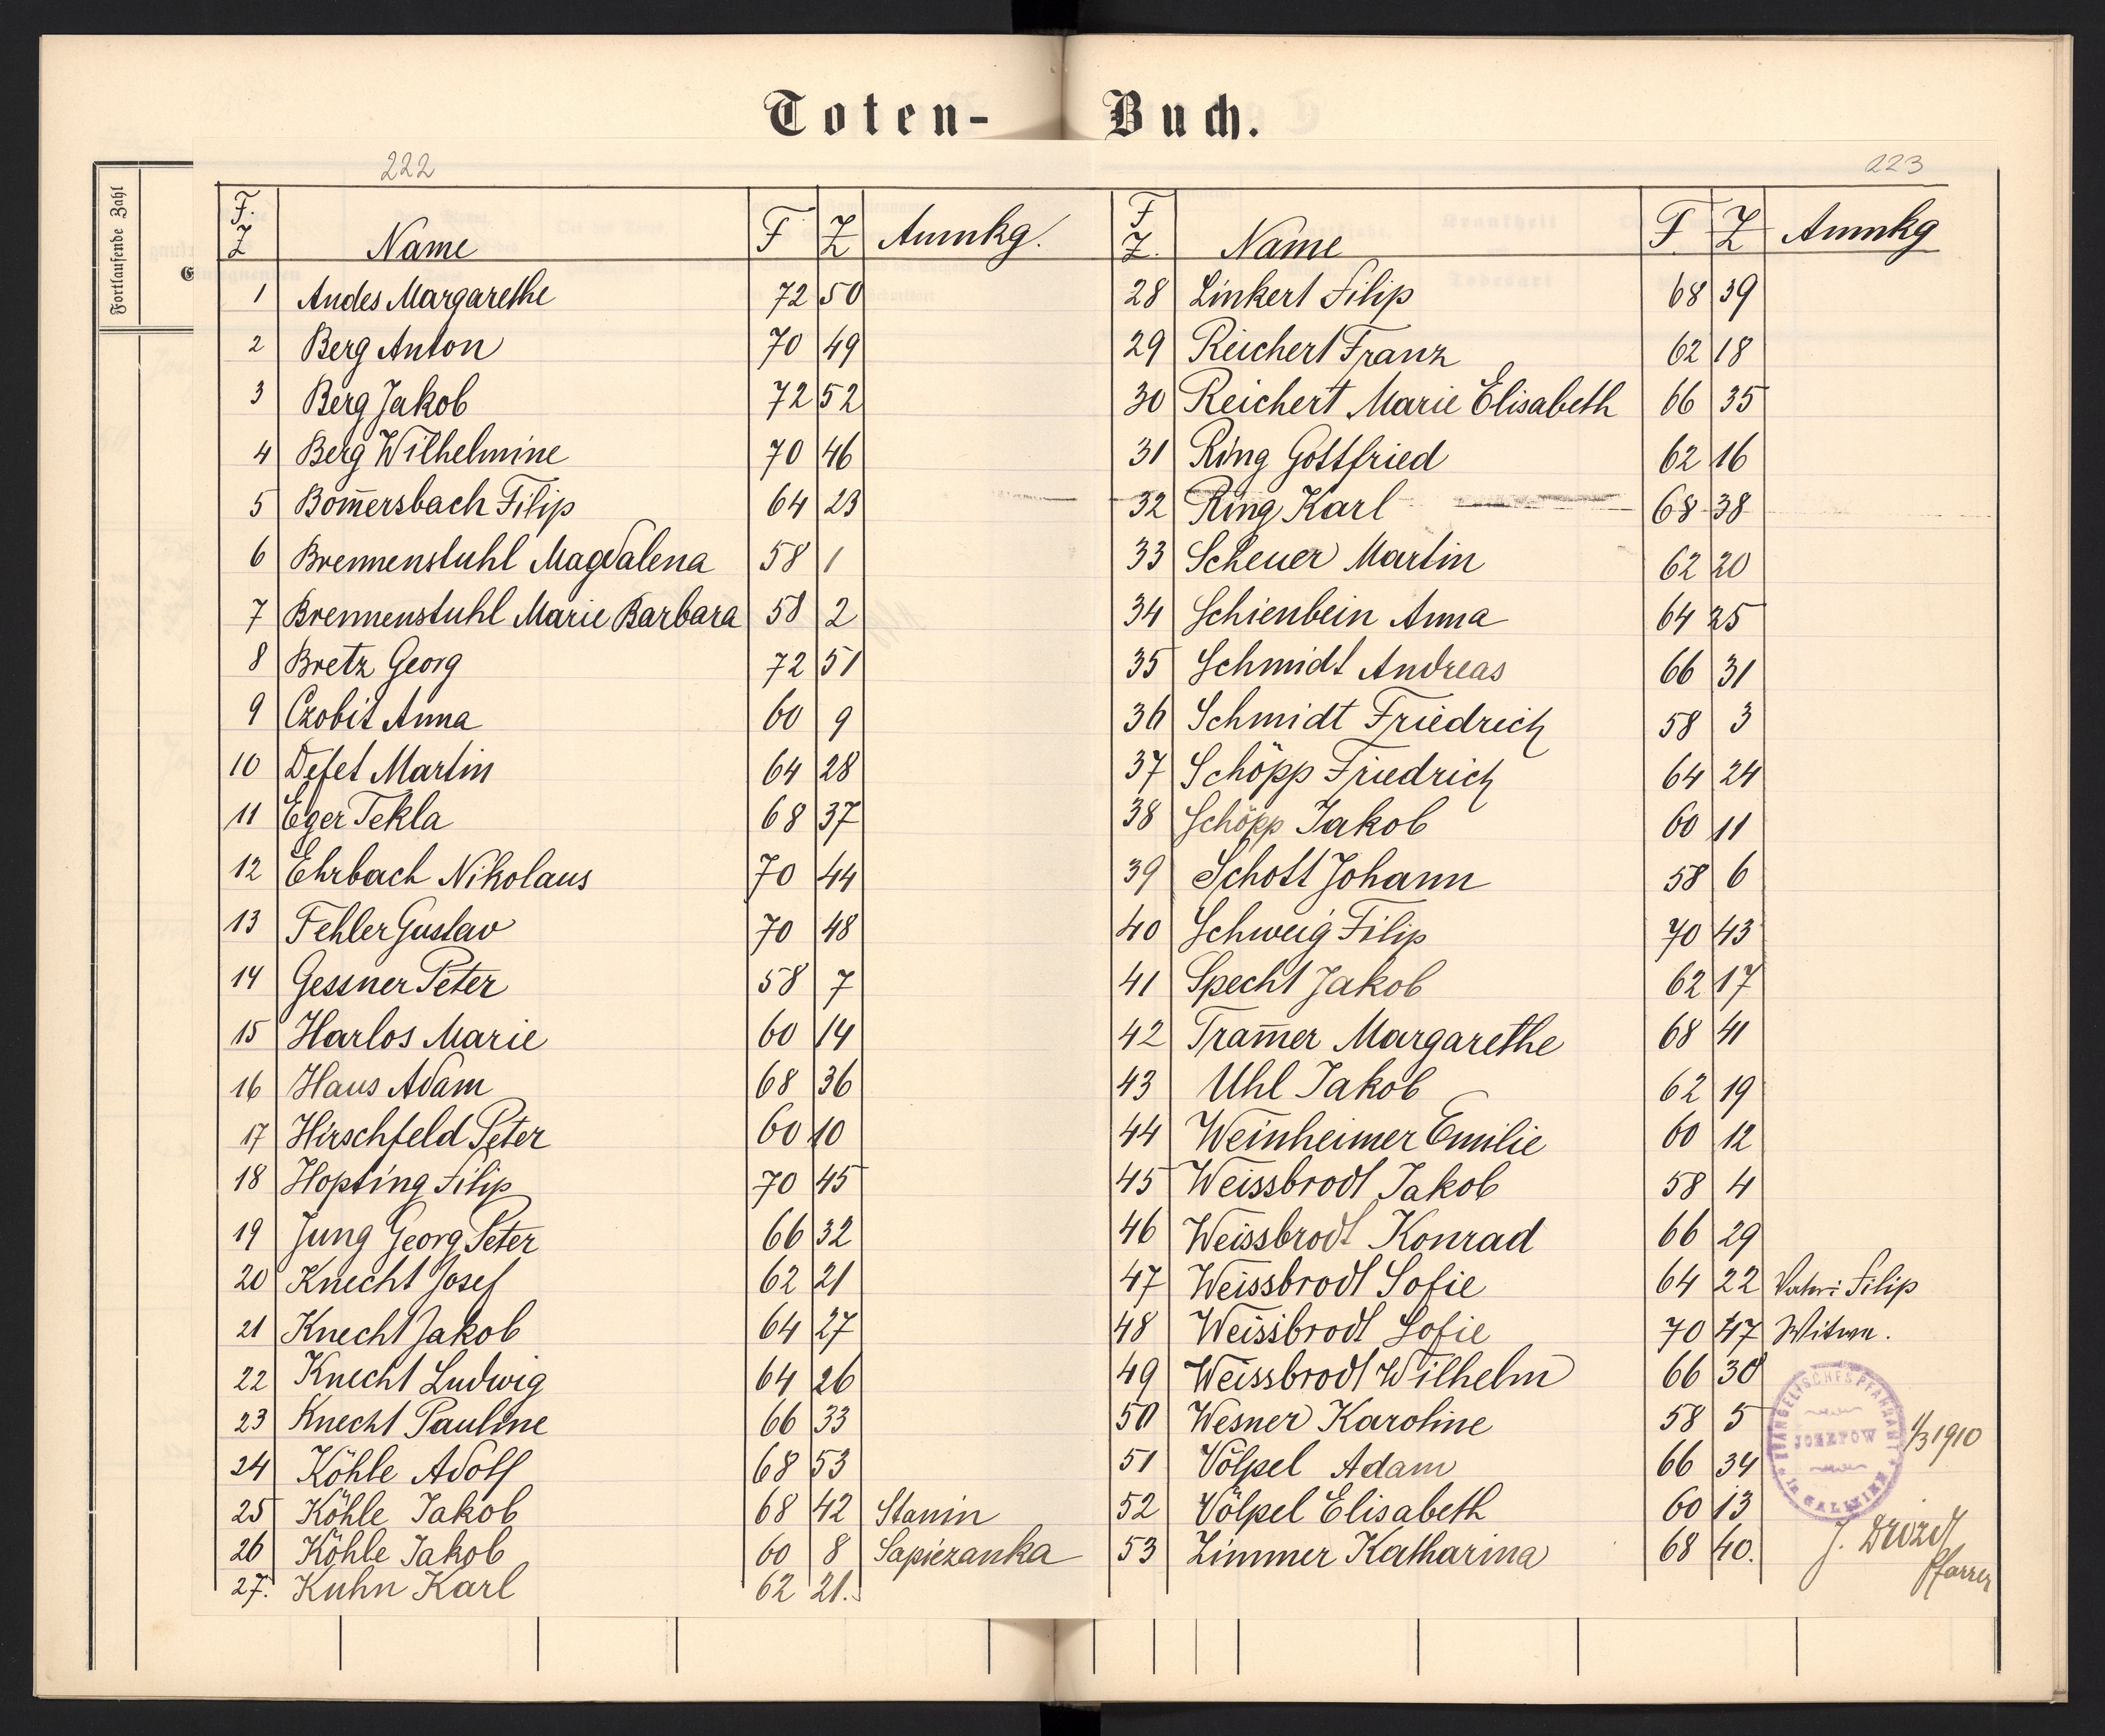 Toten- Buch.
222
223
Fortlaufende Zahl
F. Z Name F Z Anmkg.
1 Andes Margarethe 72 50
2 Berg Anton 70 49
3 Berg Jakob 72 52
4 Berg Wilhelmine 70 46
5 Bom̄ersbach Filip 64 23
6 Brennenstuhl Magdalena 58 1
7 Brennenstuhl Marie Barbara 58 2
8 Bretz Georg 72 51
9 Czobit Anna 60 9
10 Defet Martin 64 28
11 Eger Tekla 68 37
12 Ehrbach Nikolaus 70 44
13 Fehler Gustav 70 48
14 Gessner Peter 58 7
15 Harlos Marie 60 14
16 Haus Adam 68 36
17 Hirschfeld Peter 60 10
18 Hopfing Filip 70 45
19 Jung Georg Peter 66 32
20 Knecht Josef 62 21
21 Knecht Jakob 64 27
22 Knecht Ludwig 64 26
23 Knecht Pauline 66 33
24 Köhle Adolf 68 53
25 Köhle Jakob 68 42 Stanin
26 Köhle Jakob 60 8 Sapiezanka
27. Kuhn Karl 62 21.
F Z. Name F Z Anmkg
28 Linkert Filip 68 39
29 Reichert Franz 62 18
30 Reichert Marie Elisabeth 66 35
31 Ring Gottfried 62 16
32 Ring Karl 68 38
33 Scheuer Martin 62 20
34 Schienbein Anna 64 25
35 Schmidt Andreas 66 31
36 Schmidt Friedrich 58 3
37 Schöpp Friedrich 64 24
38 Schöpp Jakob 60 11
39 Schott Johann 58 6
40 Schweig Filip 70 43
41 Specht Jakob 62 17
42 Tram̄er Margarethe 68 41
43 Uhl Jakob 62 19
44 Weinheimer Emilie 60 12
45 Weissbrodt Jakob 58 4
46 Weissbrodt Konrad 66 29
47 Weissbrodt Sofie 64 22 Vater: Filip
48 Weissbrodt Sofie 70 47 Witwe.
49 Weissbrodt Wilhelm 66 30
50 Wesner Karoline 58 5
51 Völpel Adam 66 34
52 Völpel Elisabeth 60 13
53 Zimmer Katharina 68 40.
EVANGELISCHES PFARRAMT
JOSEFOW
in GALIZIEN
1/3 1910
Pfarrer